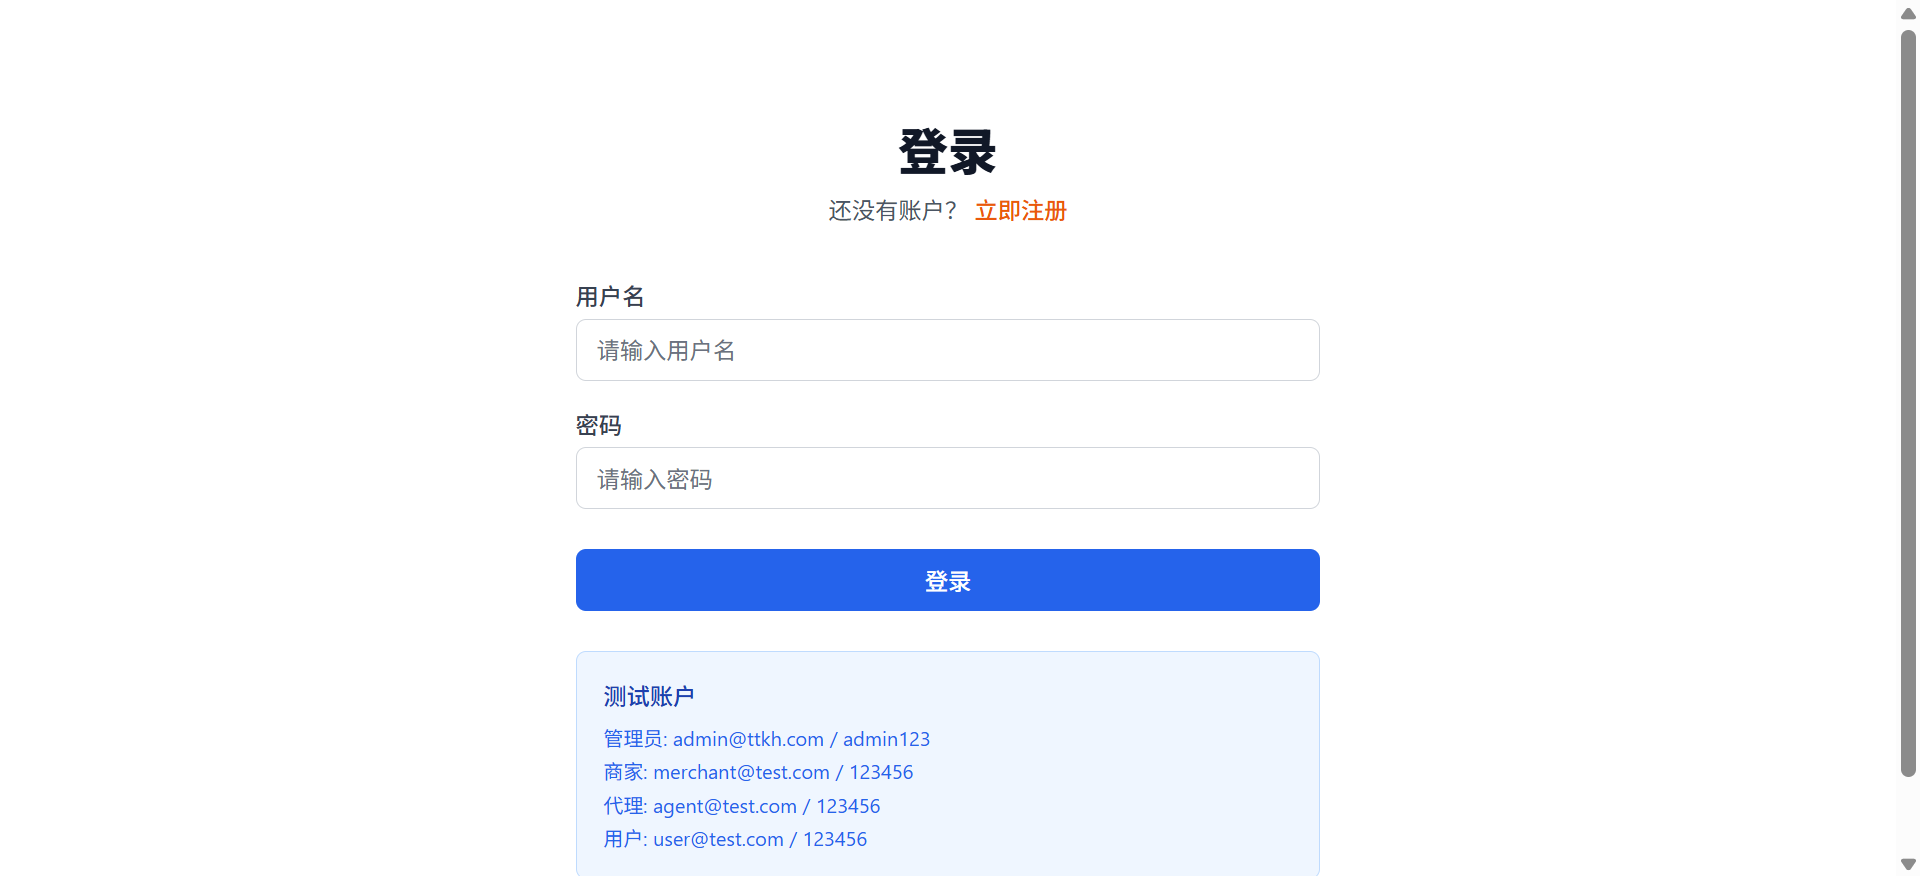 登录
还没有账户? 立即注册
用户名
请输入用户名
密码
请输入密码
登录
测试账户
管理员: admin@ttkh.com / admin123
商家: merchant@test.com / 123456
代理: agent@test.com / 123456
用户: user@test.com / 123456